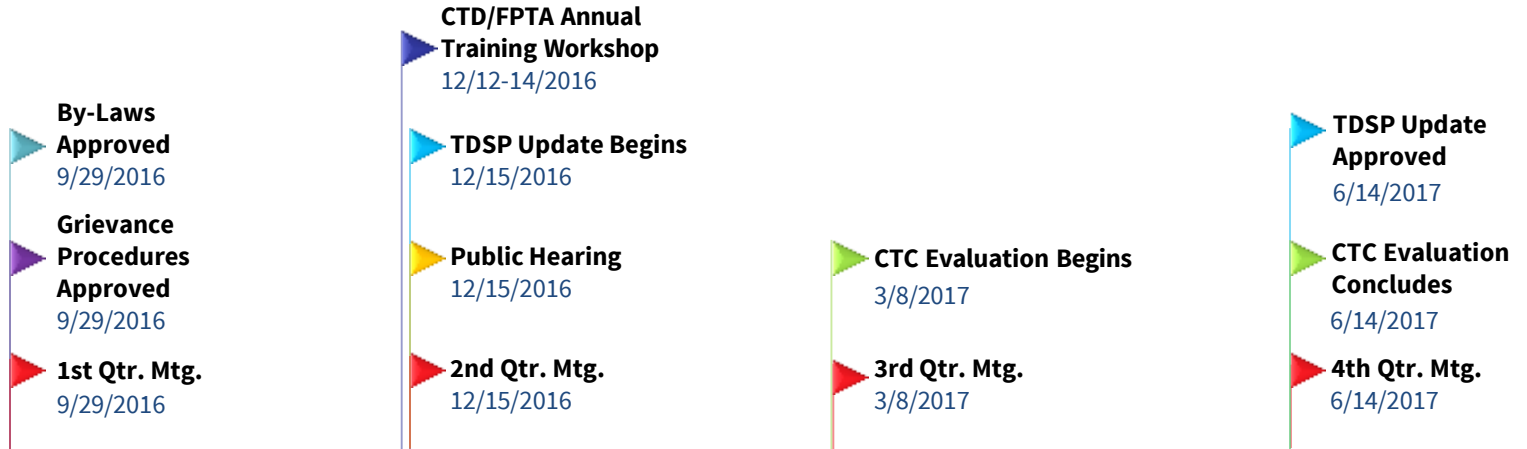 By-Laws
Approved
9/29/2016
Grievance
Procedures
Approved
9/29/2016
1st Qtr. Mtg.
9/29/2016
CTD/FPTA Annual
Training Workshop
12/12-14/2016
TDSP Update Begins
12/15/2016
Public Hearing
12/15/2016
2nd Qtr. Mtg.
12/15/2016
CTC Evaluation Begins
3/8/2017
3rd Qtr. Mtg.
3/8/2017
TDSP Update
Approved
6/14/2017
CTC Evaluation
Concludes
6/14/2017
4th Qtr. Mtg.
6/14/2017